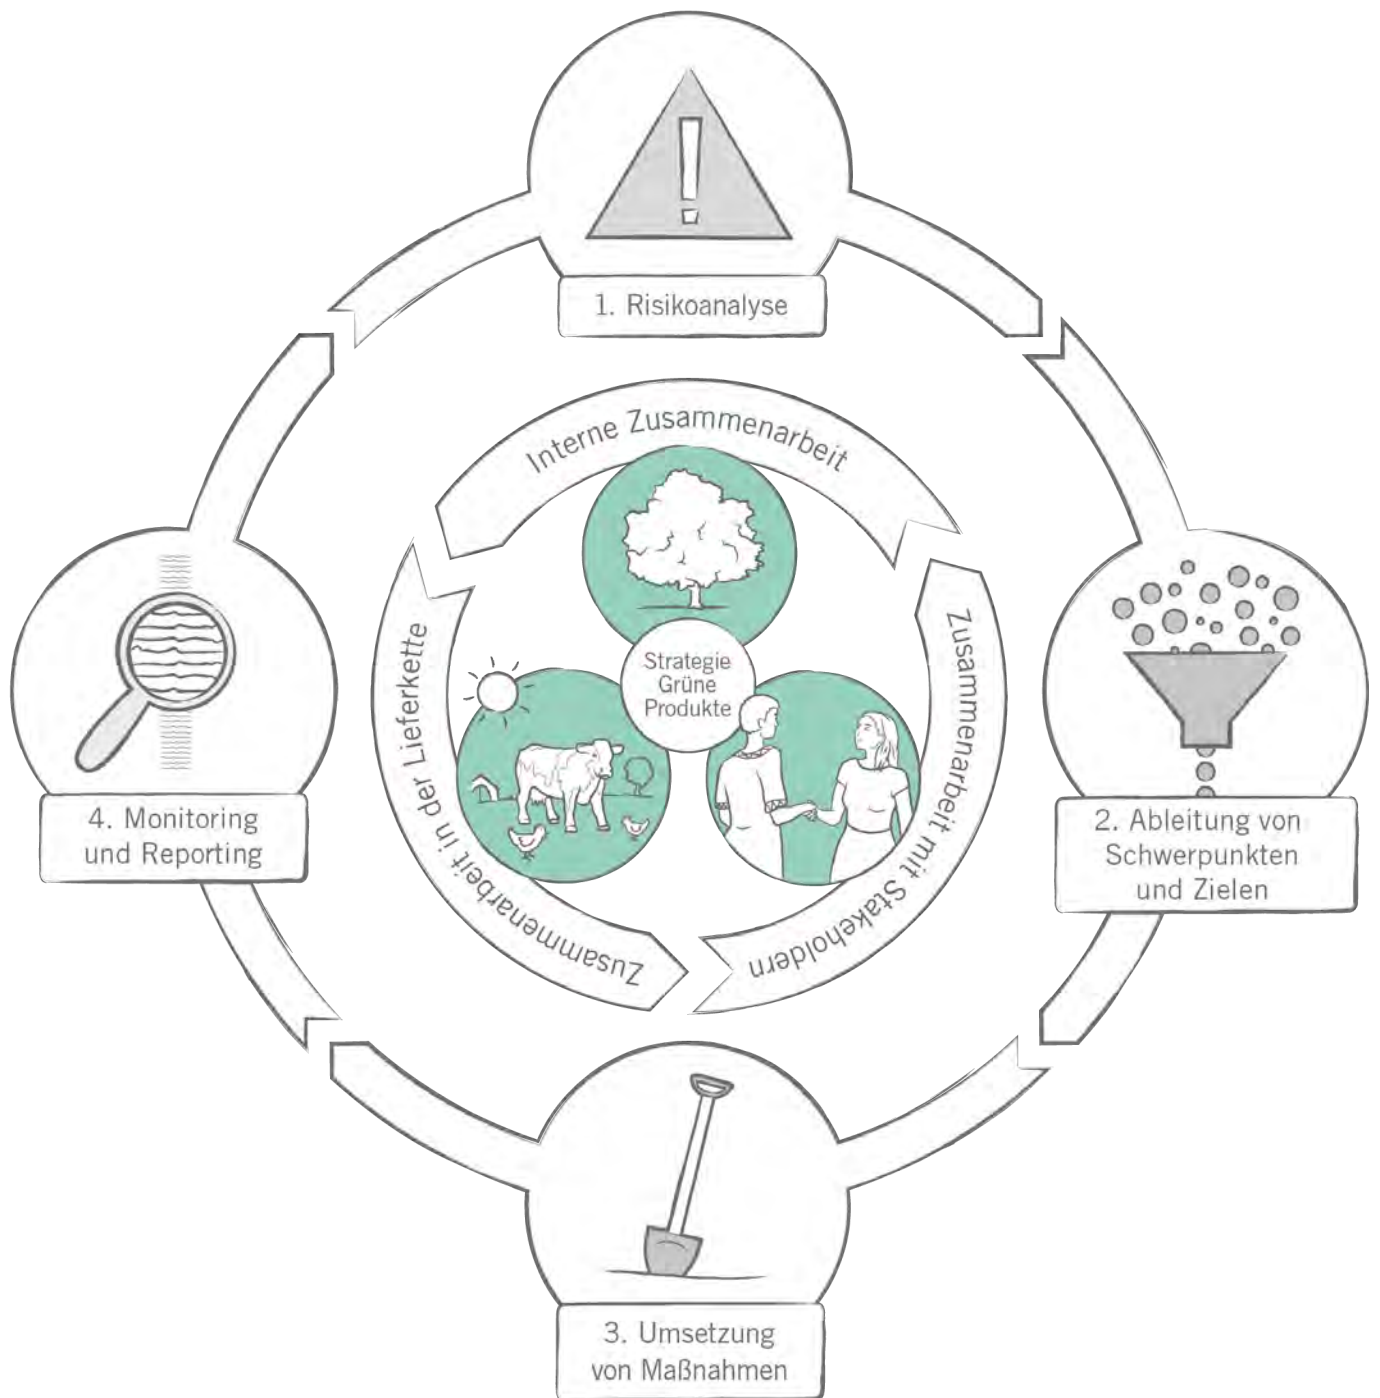 1. Risikoanalyse
Interne Zusammenarbeit
Zusammenarbeit mit Stakeholdern
Zusammenarbeit in der Lieferkette
Strategie
Grüne
Produkte
2. Ableitung von
Schwerpunkten
und Zielen
3. Umsetzung
von Maßnahmen
4. Monitoring
und Reporting